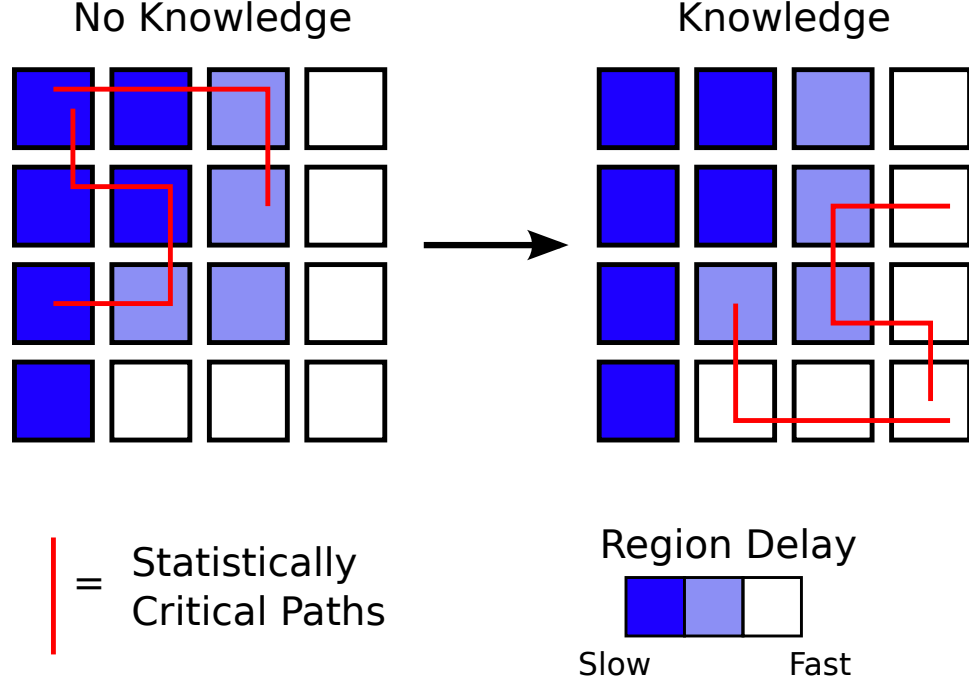 No Knowledge
Knowledge
= Statistically
Critical Paths
Region Delay
Slow
Fast